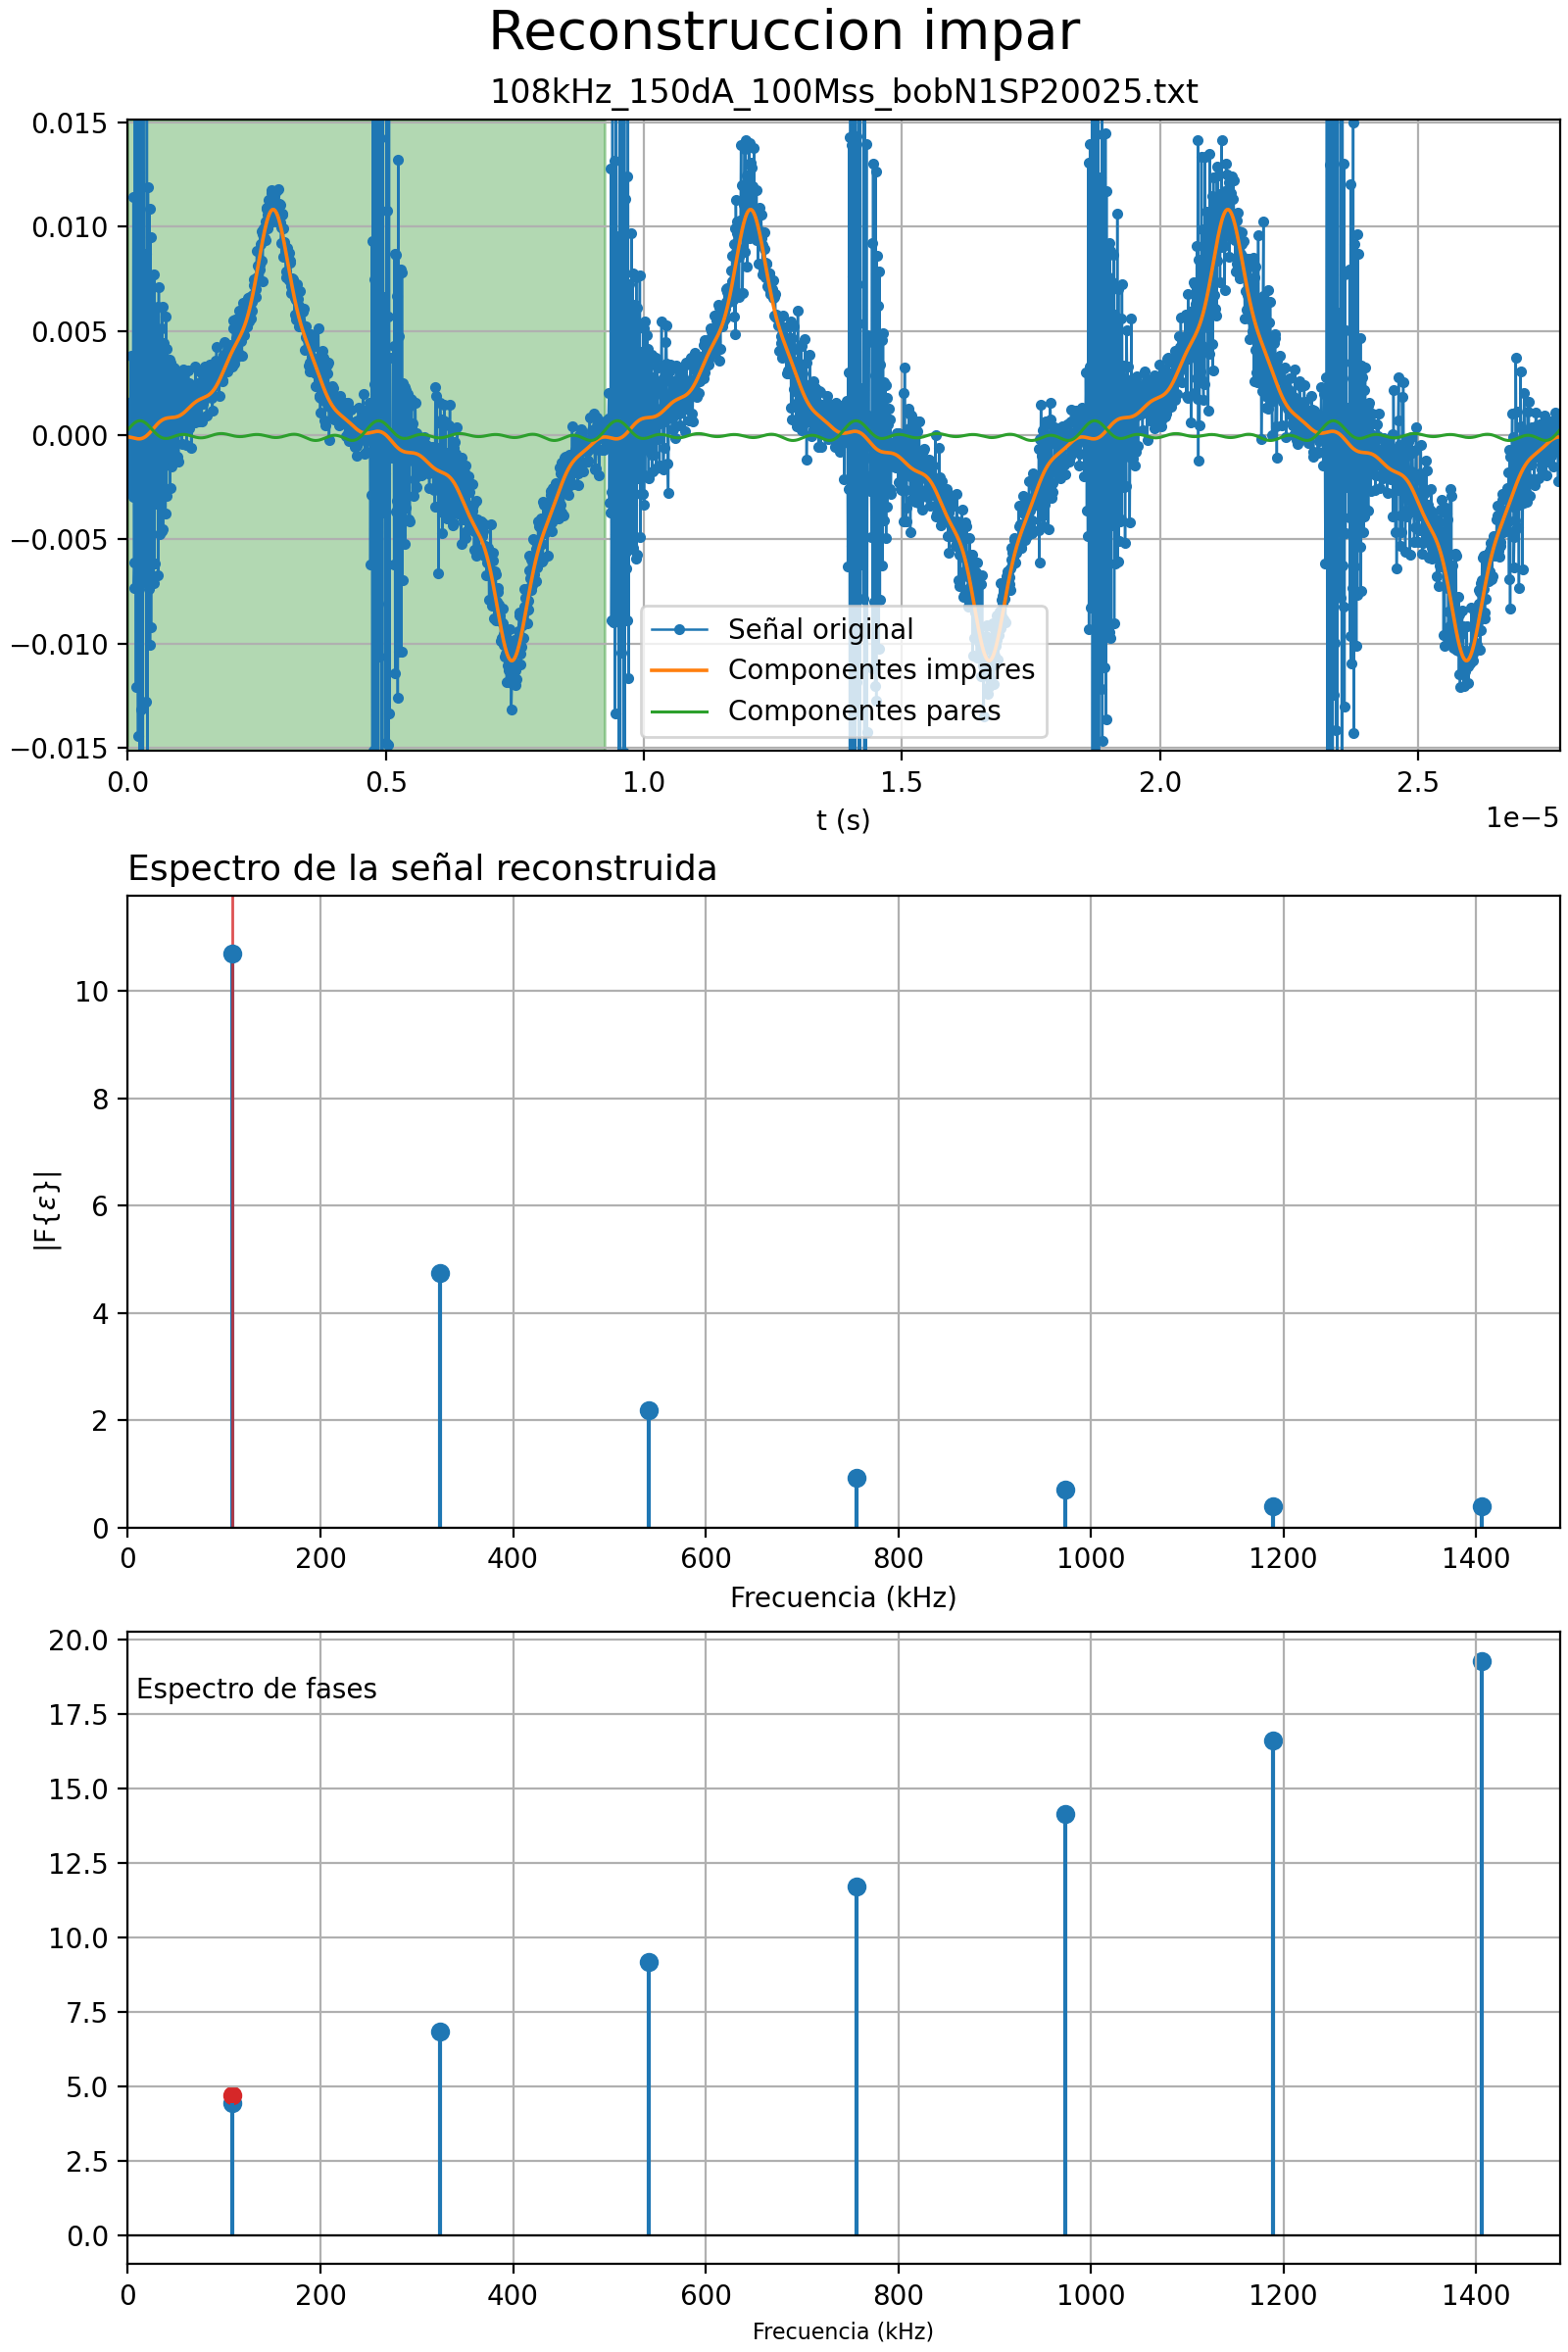 Reconstruccion impar
108kHz_150dA_100Mss_bobN1SP20025.txt
0.015
0.010
0.005
0.000
−0.005
−0.010
−0.015
Señal original
Componentes impares
Componentes pares
0.0 0.5 1.0 1.5 2.0 2.5
t (s)
1e−5
Espectro de la señal reconstruida
10
8
6
4
2
0
|F{ε}|
0 200 400 600 800 1000 1200 1400
Frecuencia (kHz)
20.0
17.5
15.0
12.5
10.0
7.5
5.0
2.5
0.0
Espectro de fases
0 200 400 600 800 1000 1200 1400
Frecuencia (kHz)